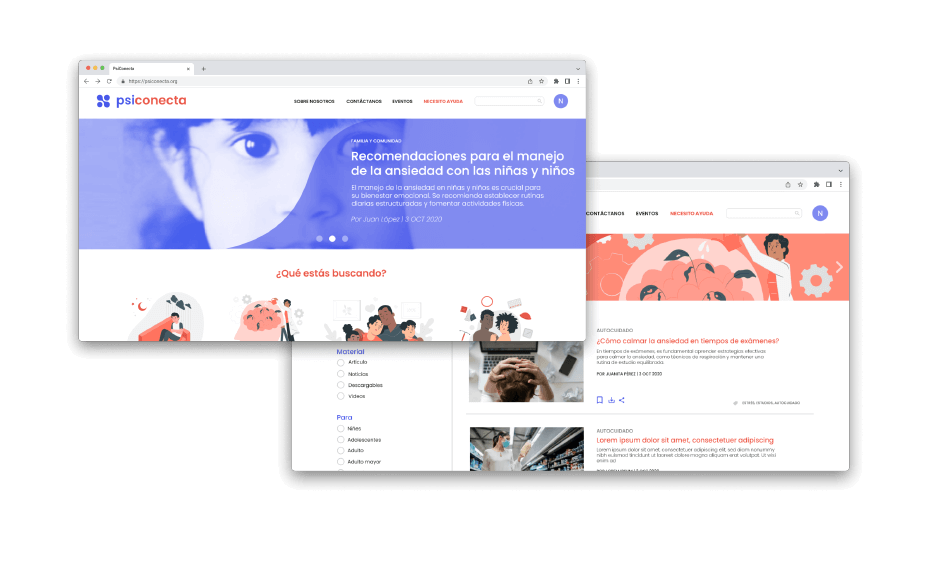 PsiConecta
https://psiconecta.org
psiconecta
SOBRE NOSOTROS CONTÁCTANOS EVENTOS NECESITO AYUDA
N
FAMILIA Y COMUNIDAD
Recomendaciones para el manejo
de la ansiedad con las niñas y niños
El manejo de la ansiedad en niñas y niños es crucial para
su bienestar emocional. Se recomienda establecer rutinas
diarias estructuradas y fomentar actividades físicas.
Por Juan López | 3 OCT 2020
¿Qué estás buscando?
CONTÁCTANOS EVENTOS NECESITO AYUDA
N
Material
Artículo
Noticias
Descargables
Videos
Para
Niñes
Adolescentes
Adulto
Adulto mayor
AUTOCUIDADO
¿Cómo calmar la ansiedad en tiempos de exámenes?
En tiempos de exámenes, es fundamental aprender estrategias efectivas
para calmar la ansiedad, como técnicas de respiración y mantener una
rutina de estudio equilibrada.
POR JUANITA PÉREZ | 3 OCT 2020
ESTRÉS, ESTUDIOS, AUTOCUIDADO
AUTOCUIDADO
Lorem ipsum dolor sit amet, consectetuer adipiscing
Lorem ipsum dolor sit amet, consectetuer adipiscing elit, sed diam nonummy
nibh euismod tincidunt ut laoreet dolore magna aliquam erat volutpat. Ut wisi
enim ad